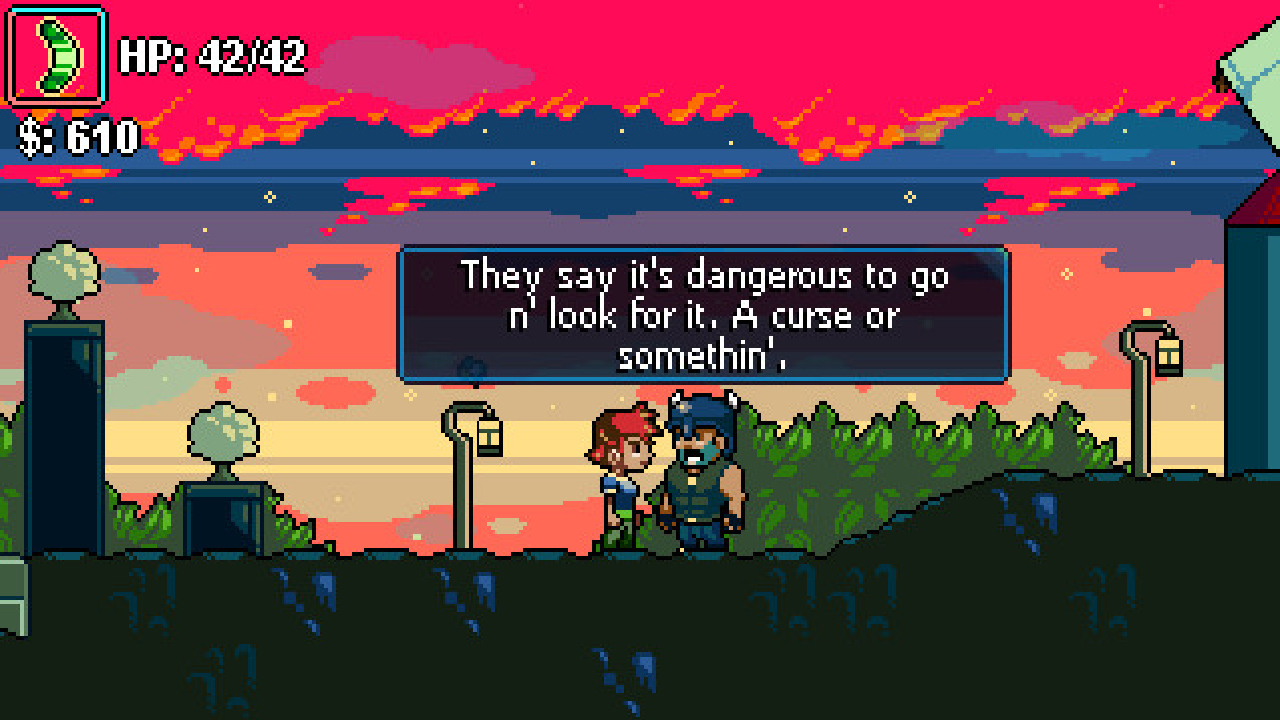 HP: 42/42
$: 610
They say it's dangerous to go
n' look for it. A curse or
somethin'.